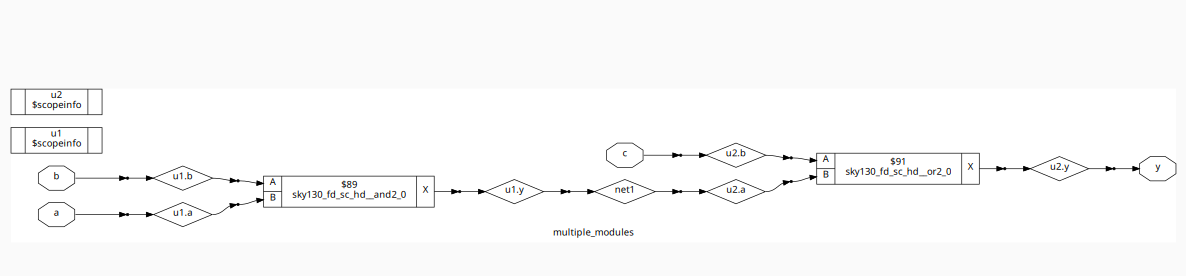 u2
$scopeinfo
u1
$scopeinfo
b
u1.b
a
u1.a
A
B
$89
sky130_fd_sc_hd__and2_0
X
u1.y
net1
c
u2.b
u2.a
A
B
$91
sky130_fd_sc_hd__or2_0
X
u2.y
y
multiple_modules